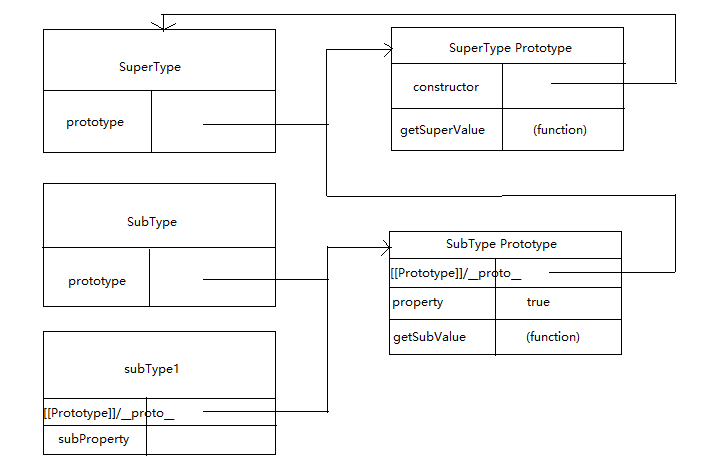 SuperType
prototype
SuperType Prototype
constructor
getSuperValue (function)
SubType
prototype
SubType Prototype
[[Prototype]]/__proto__
property true
getSubValue (function)
subType1
[[Prototype]]/__proto__
subProperty